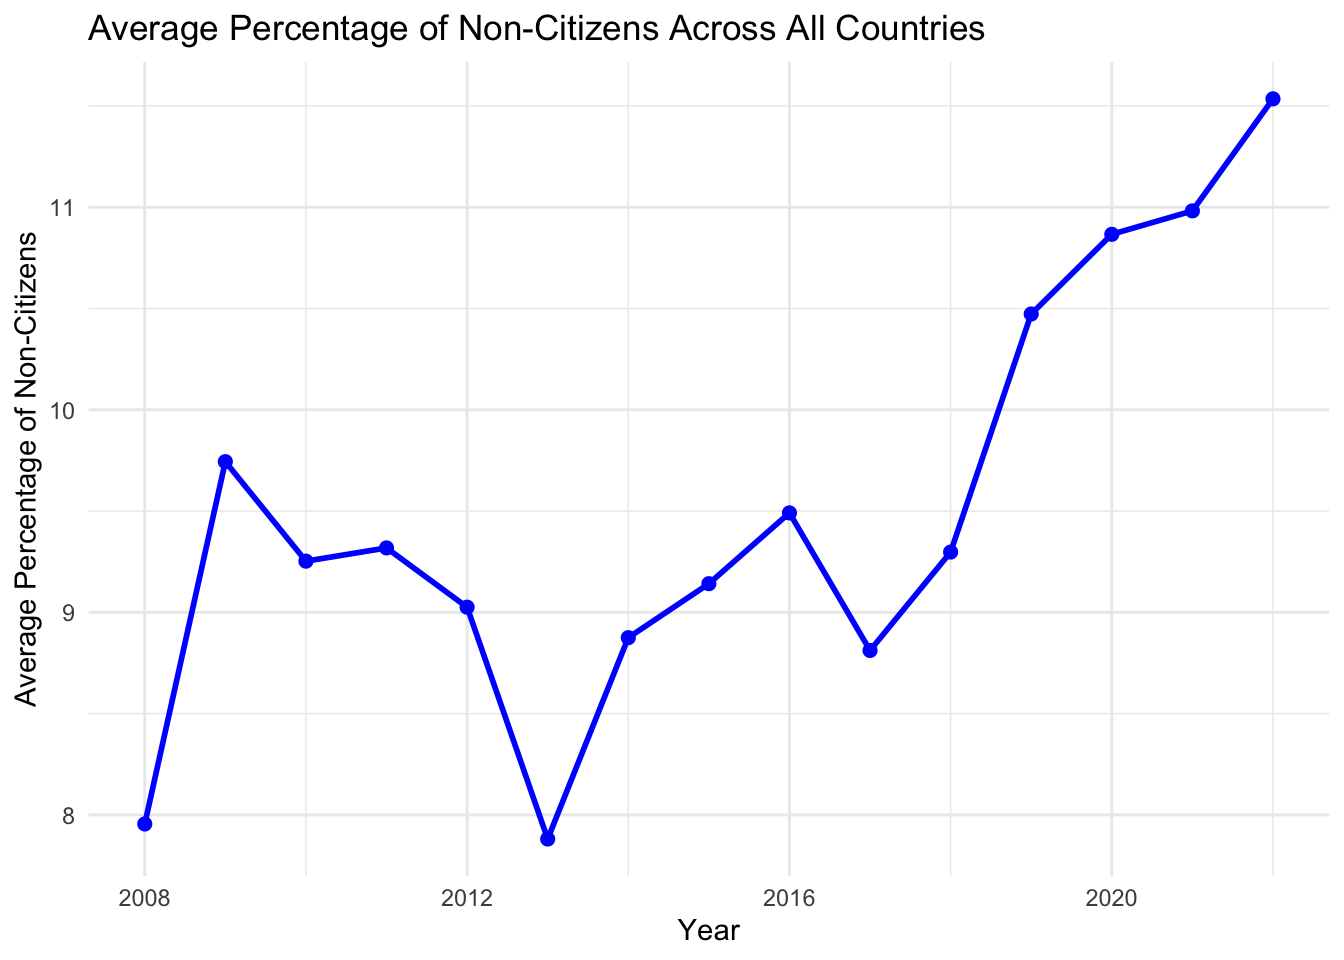 Average Percentage of Non-Citizens Across All Countries
Average Percentage of Non-Citizens
11
10
9
8
2008 2012 2016 2020
Year